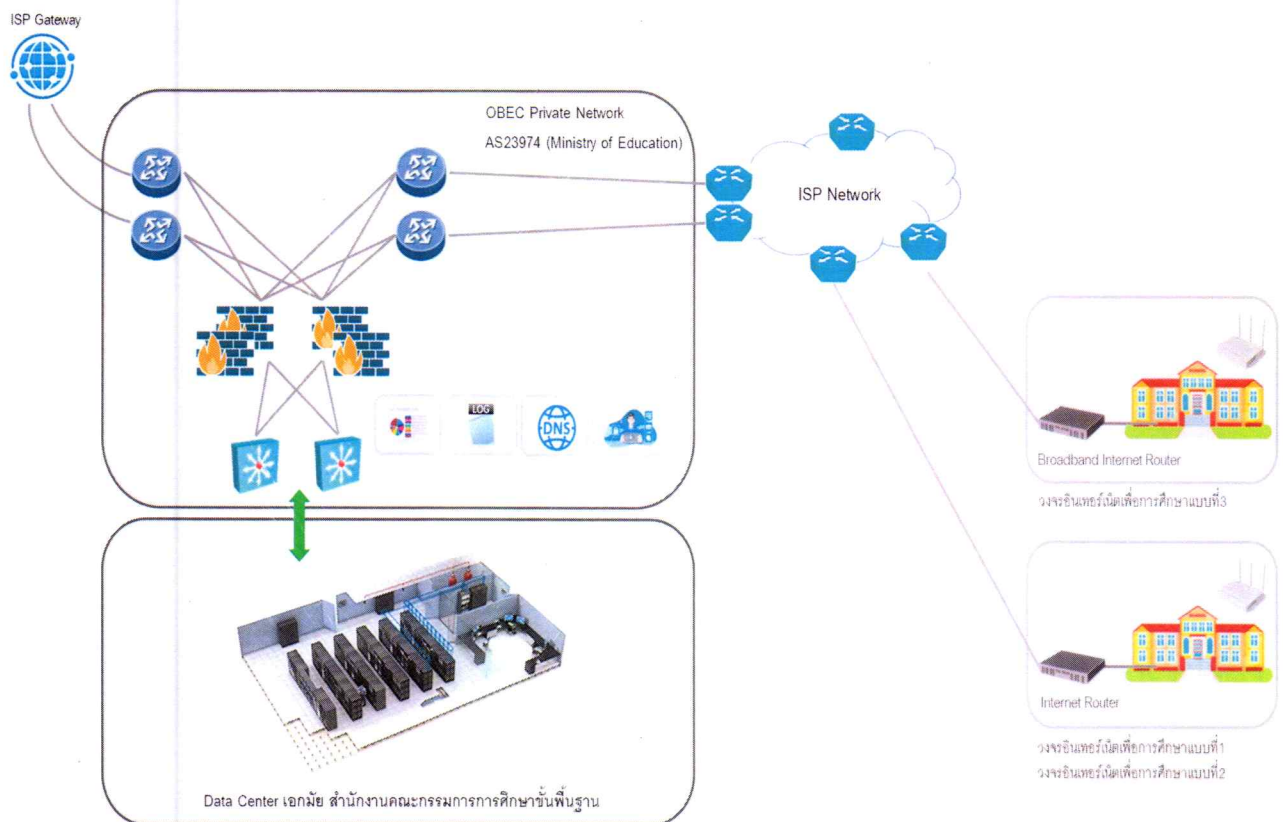 ISP Gateway
OBEC Private Network
AS23974 (Ministry of Education)
ISP Network
LOG
DNS
Broadband Internet Router
วงจรอินเทอร์เน็ตเพื่อการศึกษาแบบที่3
Internet Router
วงจรอินเทอร์เน็ตเพื่อการศึกษาแบบที่1
วงจรอินเทอร์เน็ตเพื่อการศึกษาแบบที่2
Data Center เอกมัย สำนักงานคณะกรรมการการศึกษาขั้นพื้นฐาน